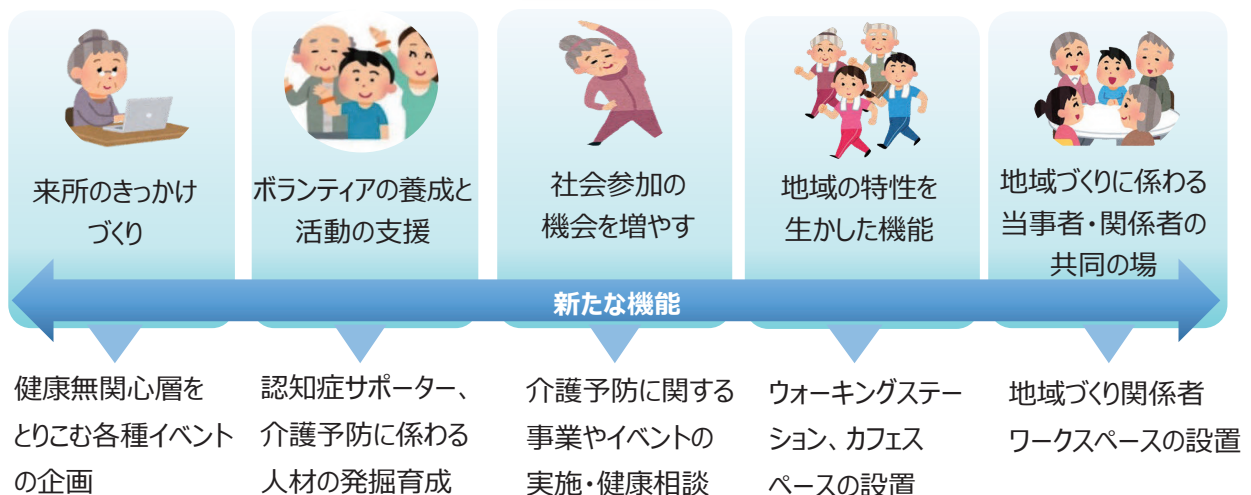 来所のきっかけ
づくり
ボランティアの養成と
活動の支援
社会参加の
機会を増やす
地域の特性を
生かした機能
地域づくりに係わる
当事者・関係者の
共同の場
新たな機能
健康無関心層を
とりこむ各種イベント
の企画
認知症サポーター、
介護予防に係わる
人材の発掘育成
介護予防に関する
事業やイベントの
実施・健康相談
ウォーキングステー
ション、カフェス
ペースの設置
地域づくり関係者
ワークスペースの設置